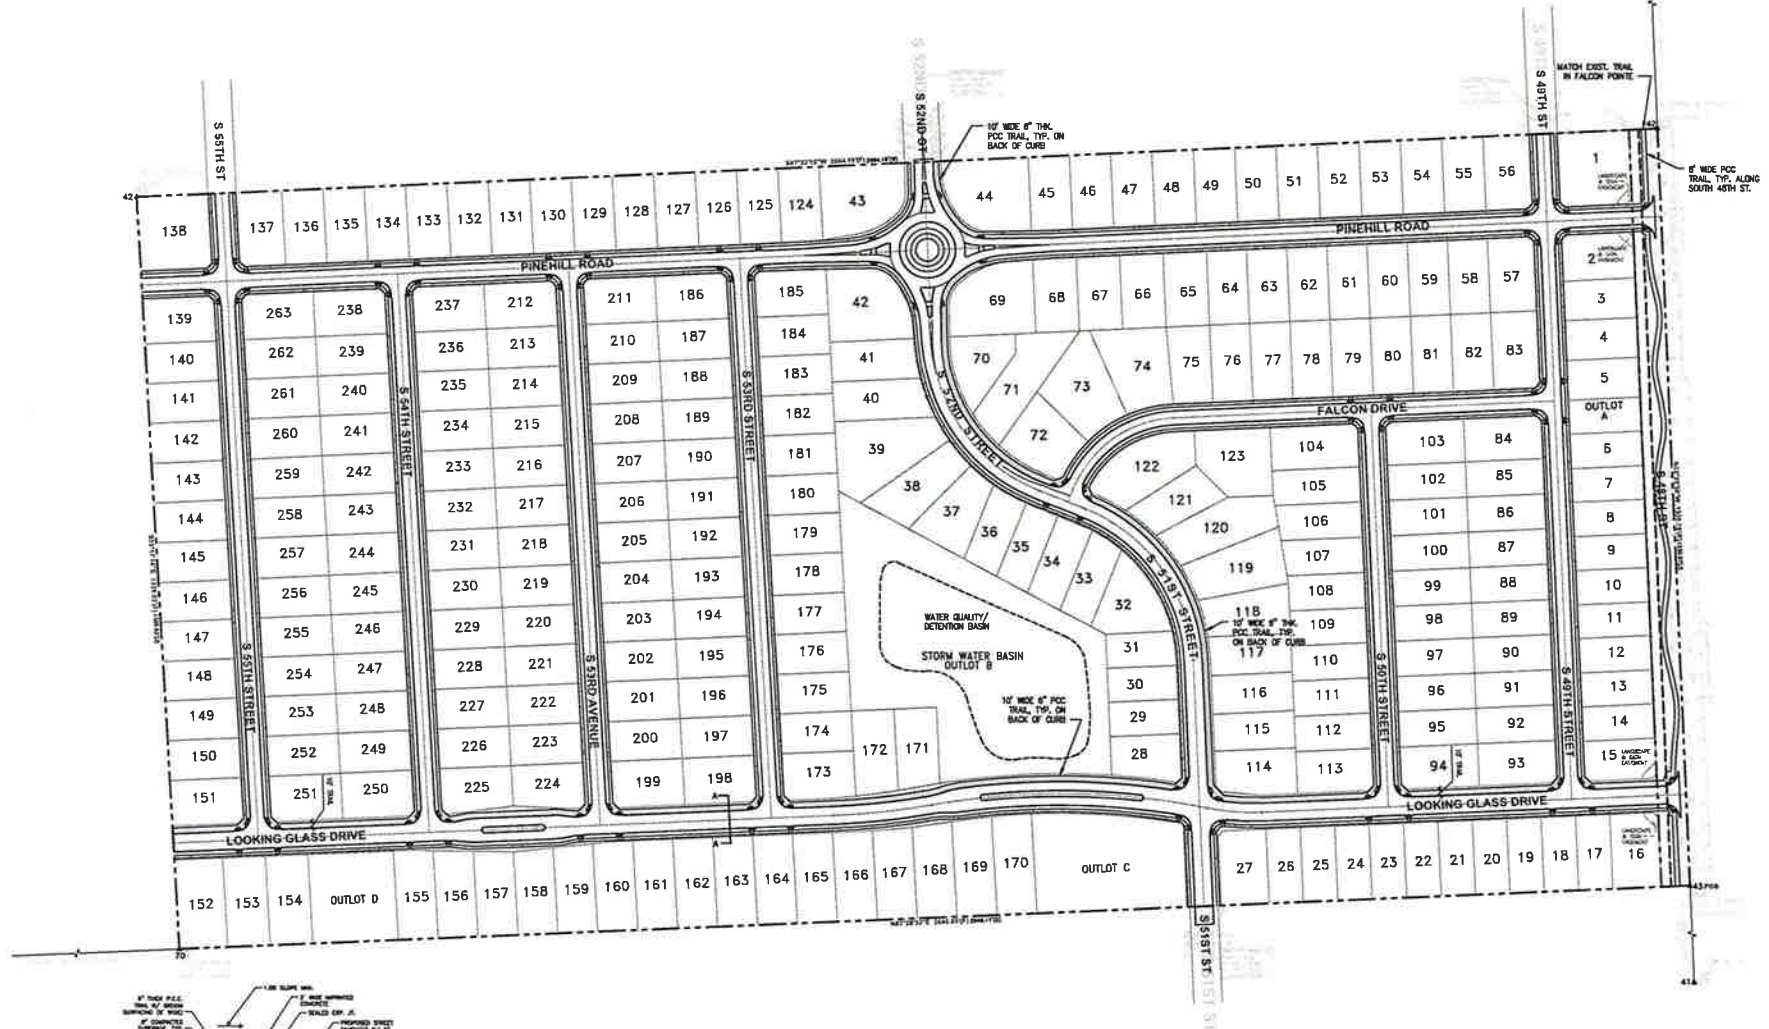 S 52ND
S 49TH
MATCH EXIST. TRAIL
IN FALCON POINTE
S 55TH ST
S 52ND CT
S 49TH ST
10' WIDE 6" THK.
PCC TRAIL, TYP. ON
BACK OF CURB
8' WIDE PCC
TRAIL, TYP. ALONG
SOUTH 48TH ST.
42
42
138 137 136 135 134 133 132 131 130 129 128 127 126 125 124 43
44 45 46 47 48 49 50 51 52 53 54 55 56 1
PINEHILL ROAD
PINEHILL ROAD
139 263 238 237 212 211 186 185 42 69 68 67 66 65 64 63 62 61 60 59 58 57 2
3
140 262 239 236 213 210 187 184 41 70 71 73 74 75 76 77 78 79 80 81 82 83 4
141 261 240 235 214 209 188 183 40 5
S 54TH STREET
S 53RD STREET
S 52ND STREET
FALCON DRIVE
OUTLOT
A
142 260 241 234 215 208 189 182 39 72 122 123 104 103 84 6
143 259 242 233 216 207 190 181 38 121 105 102 85 7
144 258 243 232 217 206 191 180 37 120 106 101 86 8
S 48TH ST
145 257 244 231 218 205 192 179 36 35 34 33 32 119 107 100 87 9
S 51ST STREET
146 256 245 230 219 204 193 178 108 99 88 10
WATER QUALITY/
DETENTION BASIN
STORM WATER BASIN
OUTLOT B
147 255 246 229 220 203 194 177 31 118 109 98 89 11
10' WIDE 6" THK.
PCC TRAIL, TYP.
ON BACK OF CURB
148 254 247 228 221 202 195 176 30 117 110 97 90 12
S 55TH STREET
S 53RD AVENUE
S 50TH STREET
S 49TH STREET
149 253 248 227 222 201 196 175 29 116 111 96 91 13
10' WIDE 6" PCC
TRAIL, TYP. ON
BACK OF CURB
150 252 249 226 223 200 197 174 172 171 28 115 112 95 92 14
151 251 250 225 224 199 198 173 114 113 94 93 15
10' TRAIL
10' TRAIL
A
A
LOOKING GLASS DRIVE
LOOKING GLASS DRIVE
152 153 154 OUTLOT D 155 156 157 158 159 160 161 162 163 164 165 166 167 168 169 170 OUTLOT C 27 26 25 24 23 22 21 20 19 18 17 16
43 POB
70
S 51ST ST
41